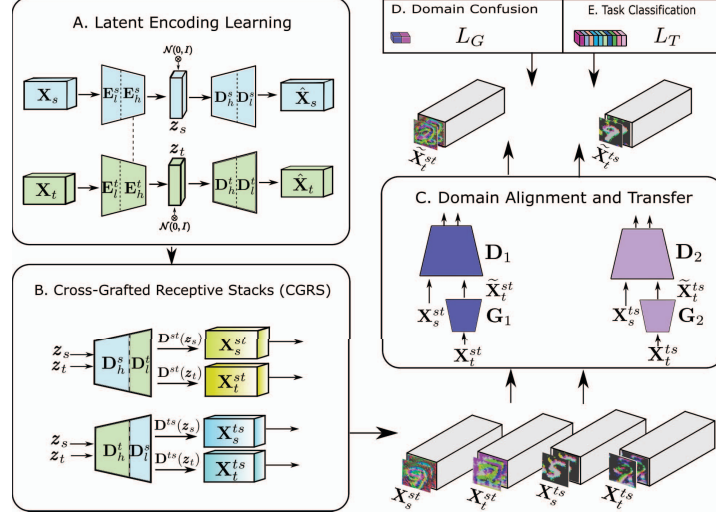 A. Latent Encoding Learning
𝒩(0, I)
X_s E_l^s E_h^s z_s D_h^s D_l^s X̂_s
z_t
X_t E_l^t E_h^t D_h^t D_l^t X̂_t
𝒩(0, I)
B. Cross-Grafted Receptive Stacks (CGRS)
z_s D_h^s D_l^t D^{st}(z_s) X_s^{st}
z_t D^{st}(z_t) X_t^{st}
z_s D_h^t D_l^s D^{ts}(z_s) X_s^{ts}
z_t D^{ts}(z_t) X_t^{ts}
D. Domain Confusion
L_G
E. Task Classification
L_T
X̃_t^{st} X̃_t^{ts}
C. Domain Alignment and Transfer
D_1 D_2
X̃_t^{st} X̃_t^{ts}
X_s^{st} G_1 X_s^{ts} G_2
X_t^{st} X_t^{ts}
X_s^{st} X_t^{st} X_s^{ts} X_t^{ts}